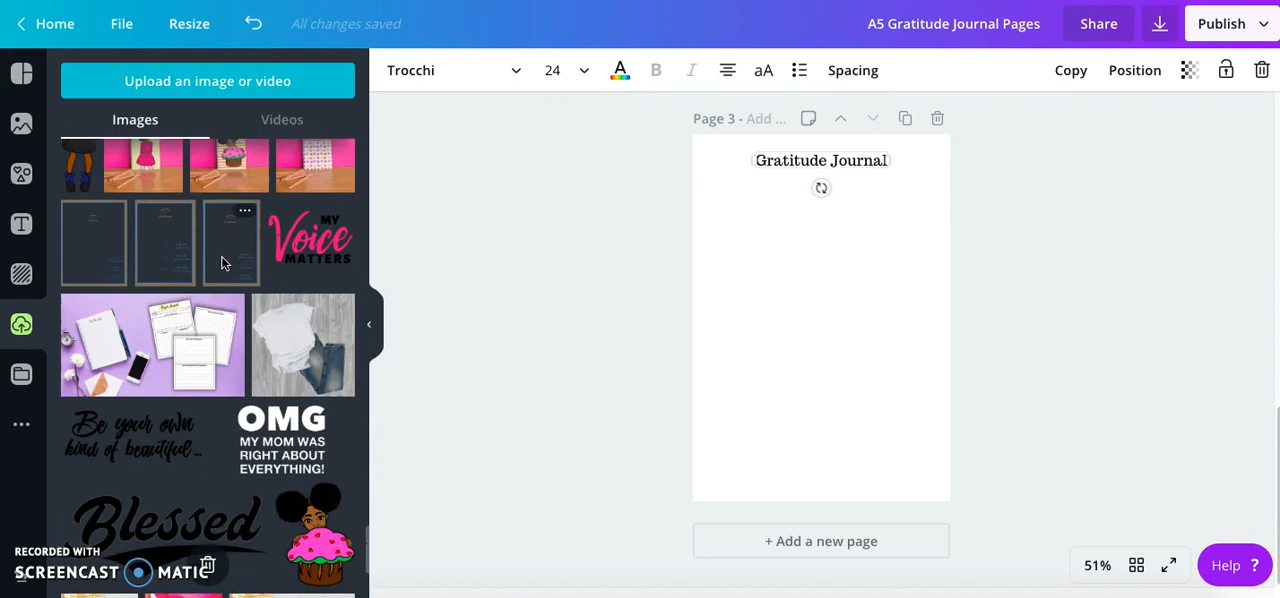 Home
File
Resize
All changes saved
A5 Gratitude Journal Pages
Share
Publish
Upload an image or video
Images
Videos
Trocchi
24
A
B
I
aA
Spacing
Copy
Position
Page 3 - Add ...
Gratitude Journal
MY
Voice
MATTERS
Be your own
kind of beautiful...
OMG
MY MOM WAS
RIGHT ABOUT
EVERYTHING!
Blessed
RECORDED WITH
SCREENCAST MATIC
+ Add a new page
51%
Help ?